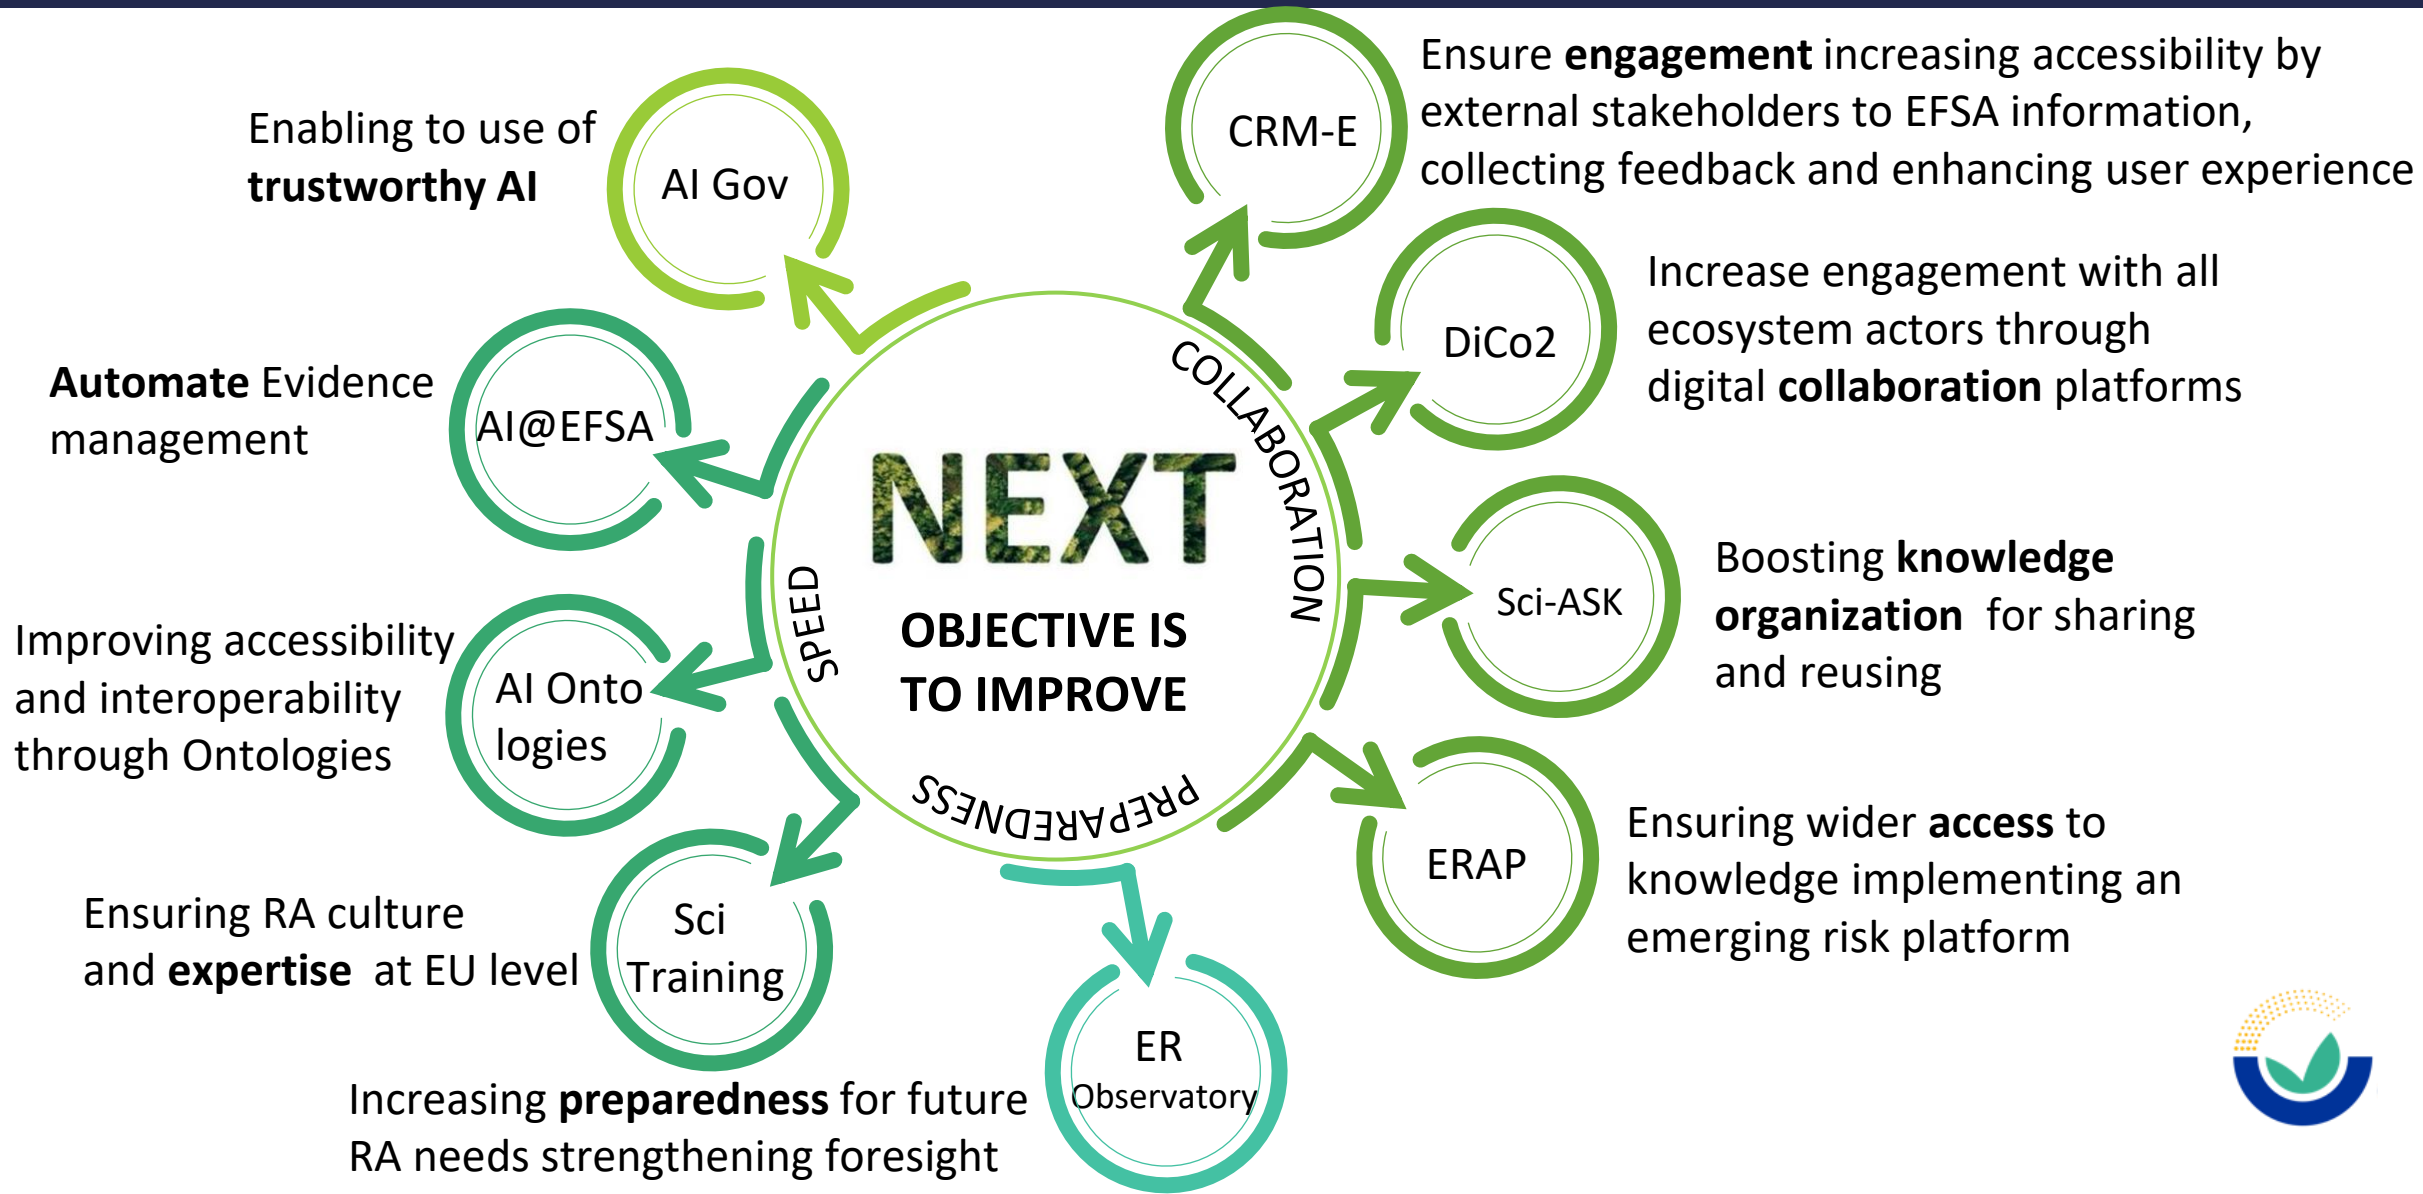 Enabling to use of
trustworthy AI
AI Gov
CRM-E
Ensure engagement increasing accessibility by
external stakeholders to EFSA information,
collecting feedback and enhancing user experience
Automate Evidence
management
AI@EFSA
DiCo2
Increase engagement with all
ecosystem actors through
digital collaboration platforms
Improving accessibility
and interoperability
through Ontologies
AI Onto
logies
SPEED
COLLABORATION
PREPAREDNESS
NEXT
OBJECTIVE IS
TO IMPROVE
Sci-ASK
Boosting knowledge
organization for sharing
and reusing
Ensuring RA culture
and expertise at EU level
Sci
Training
ERAP
Ensuring wider access to
knowledge implementing an
emerging risk platform
Increasing preparedness for future
RA needs strengthening foresight
ER
Observatory